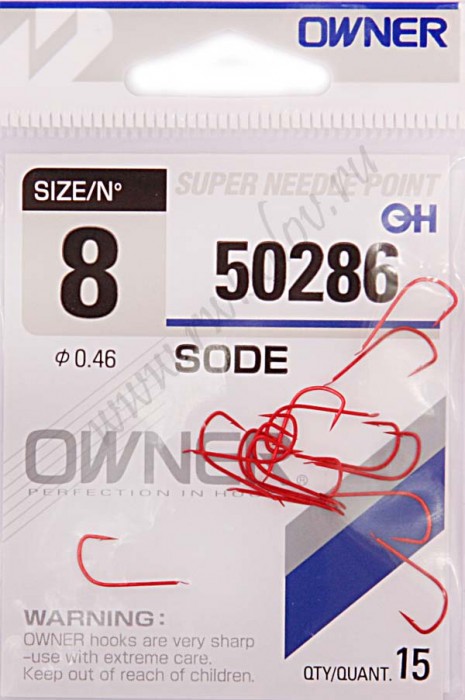 OWNER
SIZE/Nº
SUPER NEEDLE POINT
8
50286
φ 0.46
SODE
OWNER®
PERFECTION IN
WARNING:
OWNER hooks are very sharp
-use with extreme care.
Keep out of reach of children.
QTY/QUANT. 15